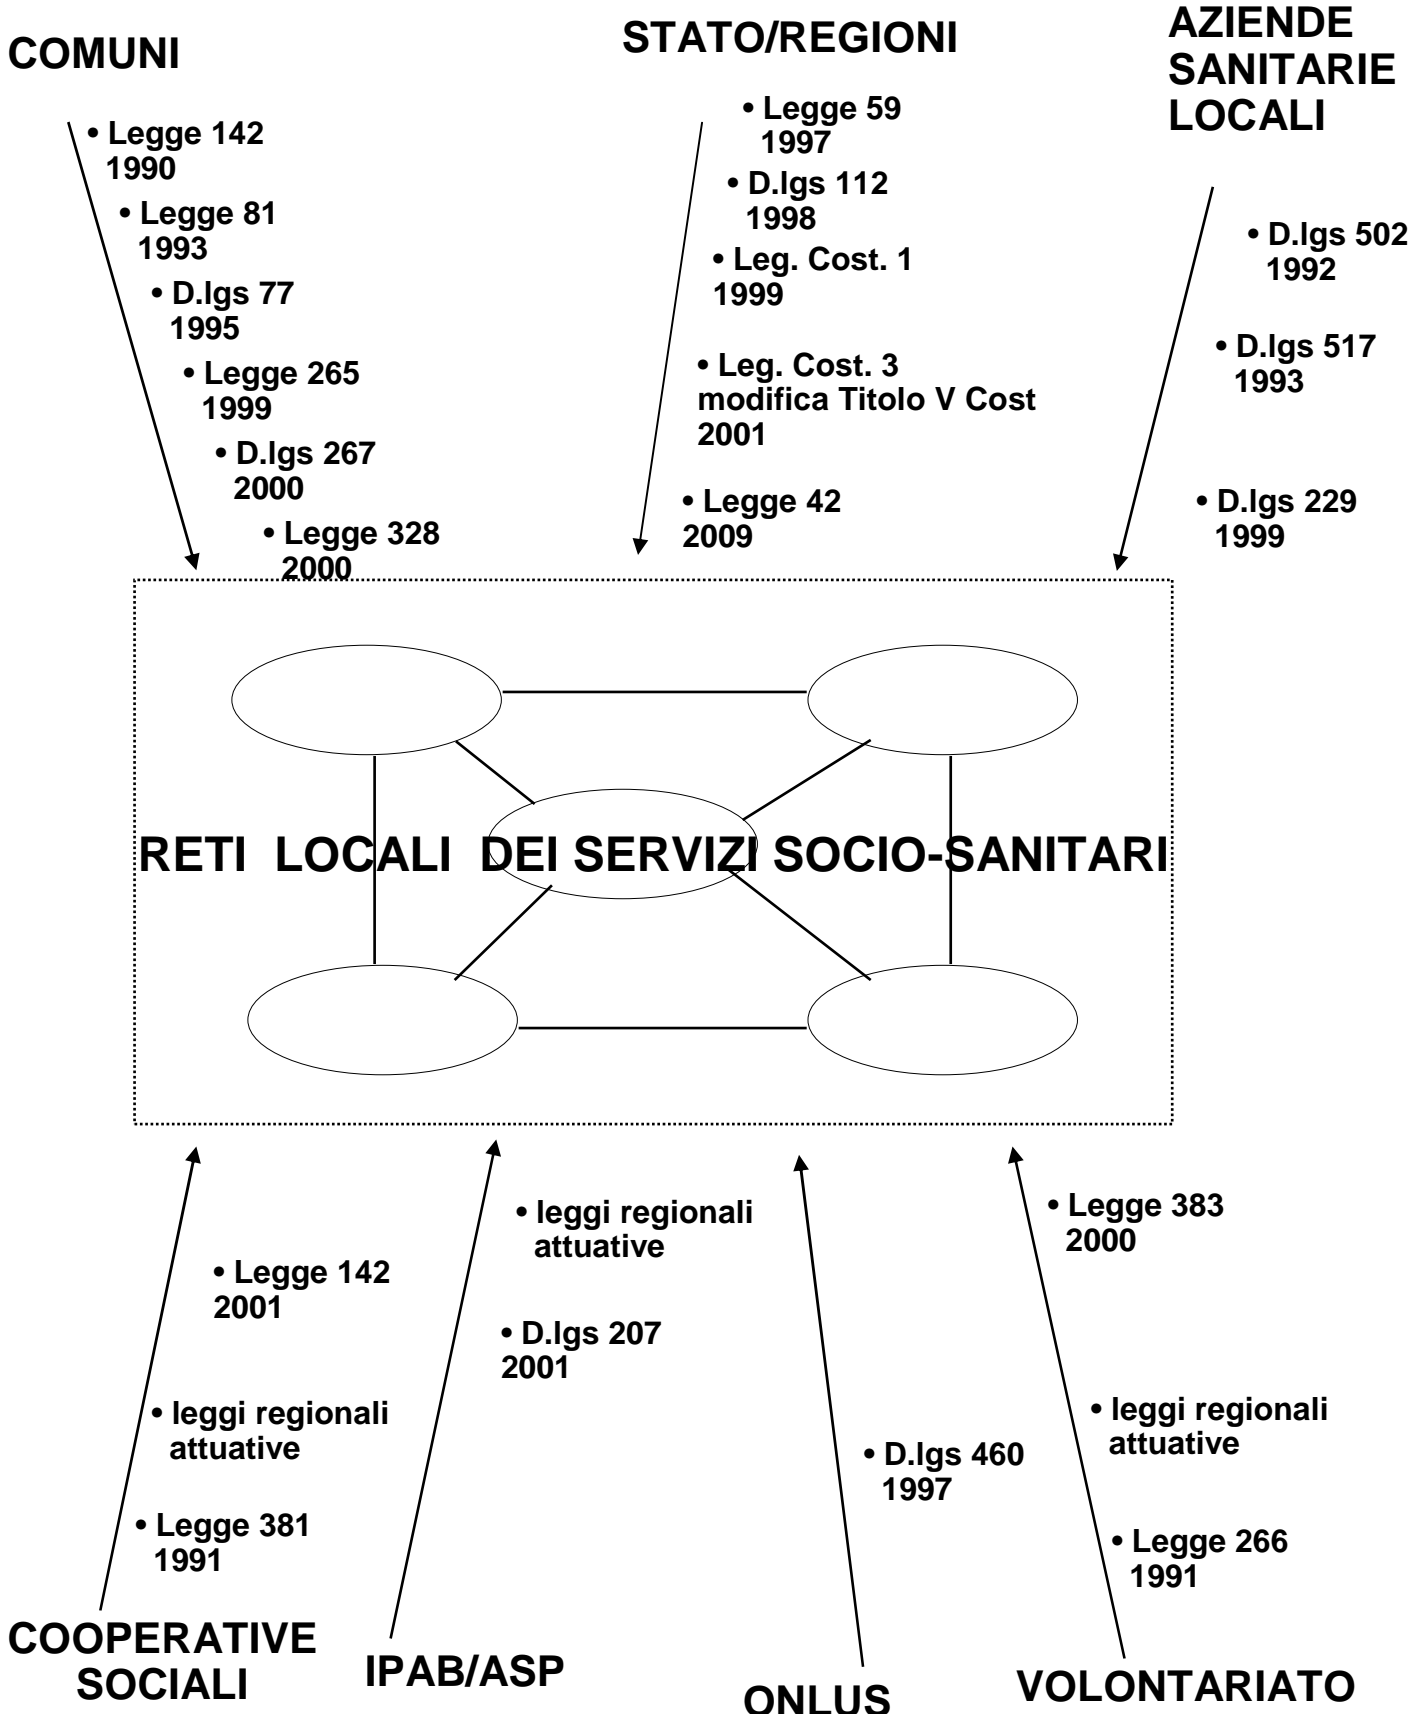 COMUNI
• Legge 142
1990
• Legge 81
1993
• D.lgs 77
1995
• Legge 265
1999
• D.lgs 267
2000
• Legge 328
2000
STATO/REGIONI
• Legge 59
1997
• D.lgs 112
1998
• Leg. Cost. 1
1999
• Leg. Cost. 3
modifica Titolo V Cost
2001
• Legge 42
2009
AZIENDE
SANITARIE
LOCALI
• D.lgs 502
1992
• D.lgs 517
1993
• D.lgs 229
1999
RETI LOCALI DEI SERVIZI SOCIO-SANITARI
• Legge 142
2001
• leggi regionali
attuative
• Legge 381
1991
COOPERATIVE
SOCIALI
• leggi regionali
attuative
• D.lgs 207
2001
IPAB/ASP
• D.lgs 460
1997
ONLUS
• Legge 383
2000
• leggi regionali
attuative
• Legge 266
1991
VOLONTARIATO